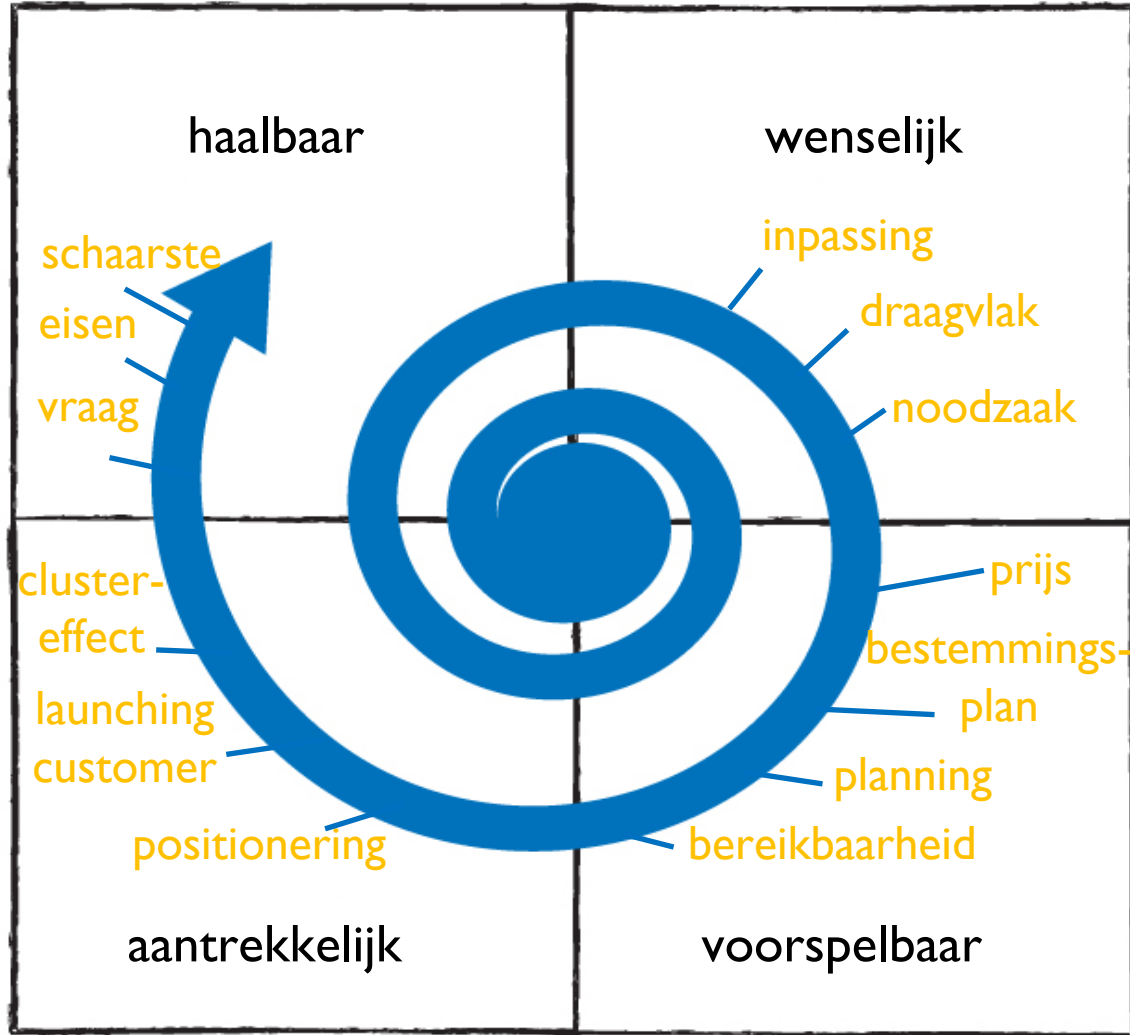 haalbaar
wenselijk
schaarste
eisen
vraag
inpassing
draagvlak
noodzaak
cluster-
effect
launching
customer
positionering
prijs
bestemmings-
plan
planning
bereikbaarheid
aantrekkelijk
voorspelbaar